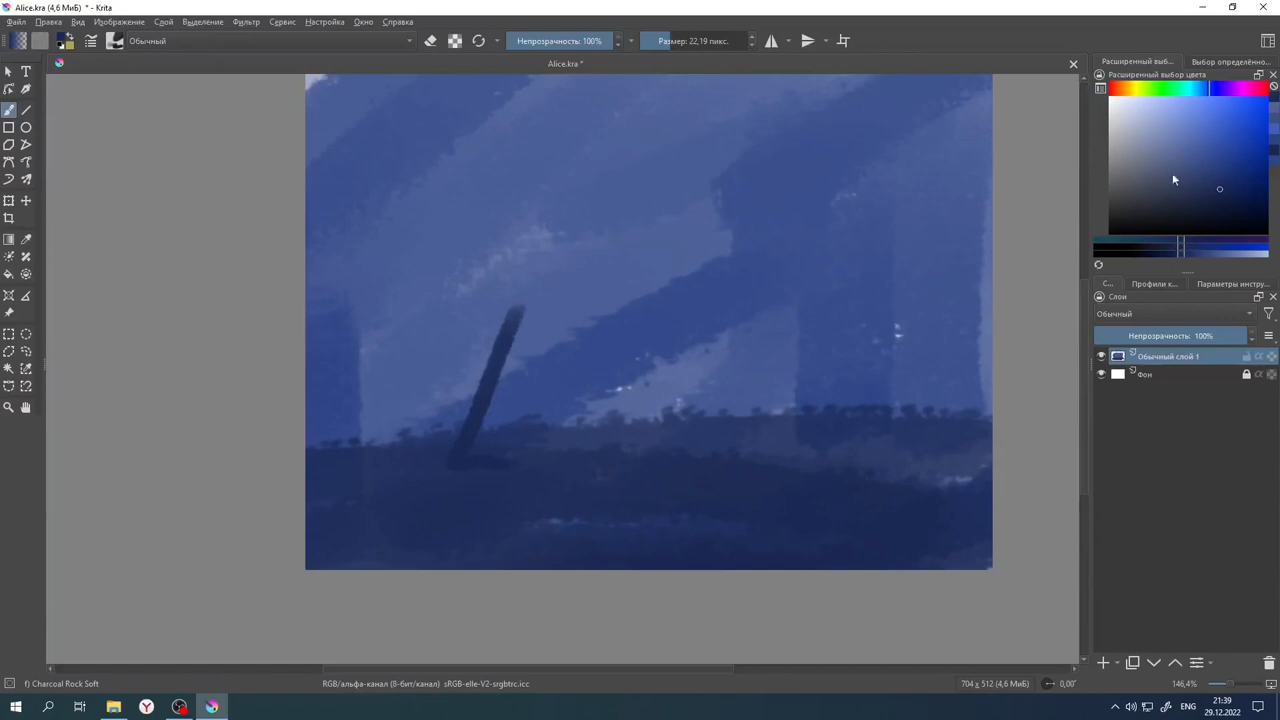 Alice.kra (4,6 МиБ) * - Krita
Файл Правка Вид Изображение Слой Выделение Фильтр Сервис Настройка Окно Справка
Обычный
Непрозрачность: 100%
Размер: 22,19 пикс.
Alice.kra *
Расширенный выб...
Выбор определённо...
Расширенный выбор цвета
С...
Профили к...
Параметры инстру...
Слои
Обычный
Непрозрачность: 100%
Обычный слой 1
Фон
f) Charcoal Rock Soft
RGB/альфа-канал (8-бит/канал) sRGB-elle-V2-srgbtrc.icc
704 x 512 (4,6 МиБ)
0,00°
146,4%
ENG
21:39
29.12.2022